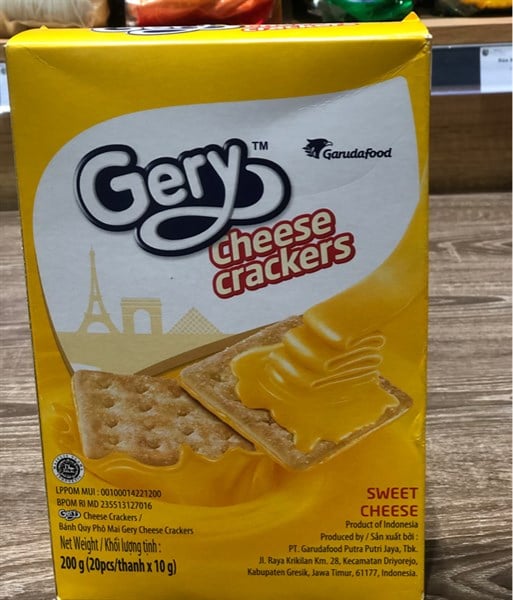 Gery™
Garudafood
cheese
crackers
LPPOM MUI : 00100014221200
BPOM RI MD 235513127016
Gery Cheese Crackers /
Bánh Quy Phô Mai Gery Cheese Crackers
Net Weight / Khối lượng tịnh :
200 g (20pcs/thanh x 10 g)
SWEET
CHEESE
Product of Indonesia
Produced by / Sản xuất bởi :
PT. Garudafood Putra Putri Jaya, Tbk.
Jl. Raya Krikilan Km. 28, Kecamatan Driyorejo,
Kabupaten Gresik, Jawa Timur, 61177, Indonesia.